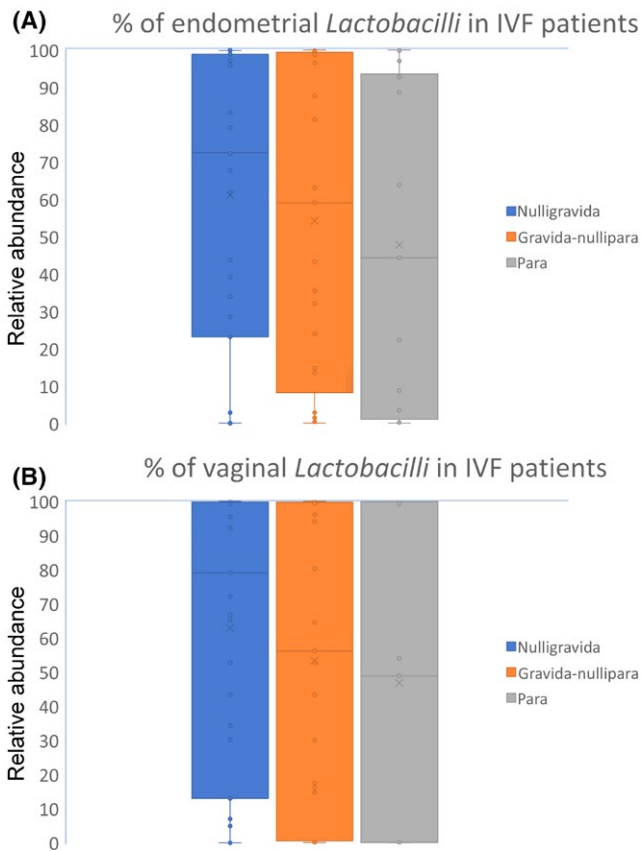 (A)
% of endometrial Lactobacilli in IVF patients
Relative abundance
100
90
80
70
60
50
40
30
20
10
0
Nulligravida
Gravida-nullipara
Para
(B)
% of vaginal Lactobacilli in IVF patients
Relative abundance
100
90
80
70
60
50
40
30
20
10
0
Nulligravida
Gravida-nullipara
Para